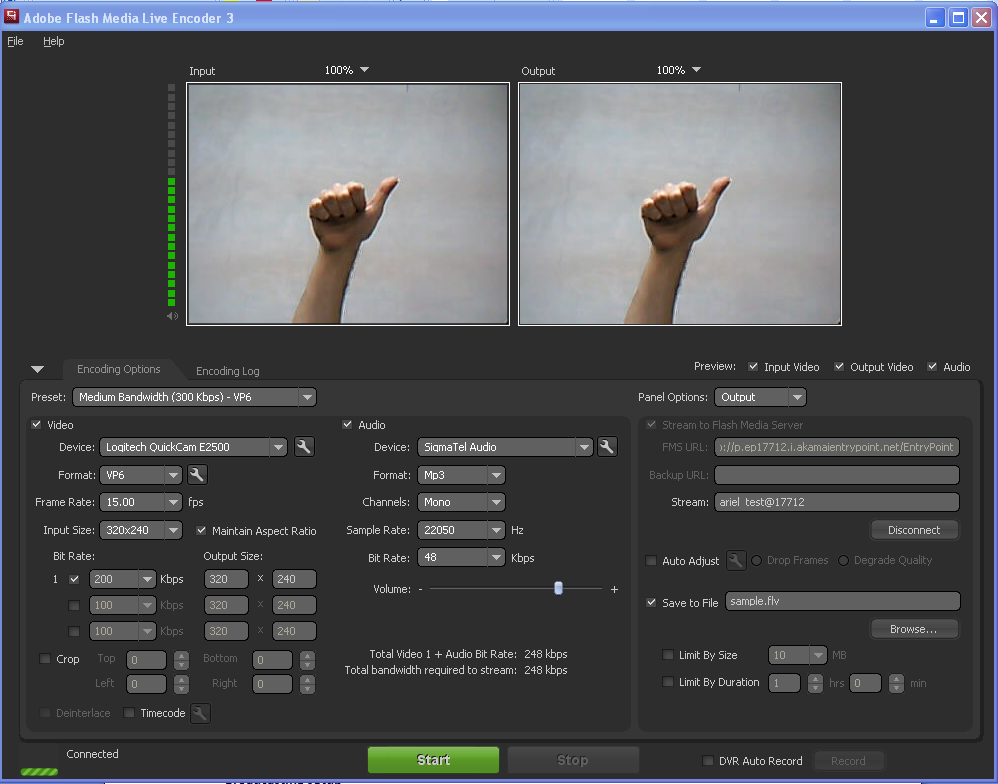 Adobe Flash Media Live Encoder 3
File Help
Input 100% Output 100%
Encoding Options Encoding Log Preview: Input Video Output Video Audio
Preset: Medium Bandwidth (300 Kbps) - VP6 Panel Options: Output
Video Audio Stream to Flash Media Server
Device: Logitech QuickCam E2500 Device: SigmaTel Audio FMS URL: ://p.ep17712.i.akamaientrypoint.net/EntryPoint
Format: VP6 Format: Mp3 Backup URL:
Frame Rate: 15.00 fps Channels: Mono Stream: ariel test@17712
Input Size: 320x240 Maintain Aspect Ratio Sample Rate: 22050 Hz Disconnect
Bit Rate: Output Size: Bit Rate: 48 Kbps Auto Adjust Drop Frames Degrade Quality
1 200 Kbps 320 x 240 Volume: - +
100 Kbps 320 x 240 Save to File sample.flv
100 Kbps 320 x 240 Browse...
Crop Top 0 Bottom 0 Total Video 1 + Audio Bit Rate: 248 kbps Limit By Size 10 MB
Left 0 Right 0 Total bandwidth required to stream: 248 kbps Limit By Duration 1 hrs 0 min
Deinterlace Timecode
Connected Start Stop DVR Auto Record Record